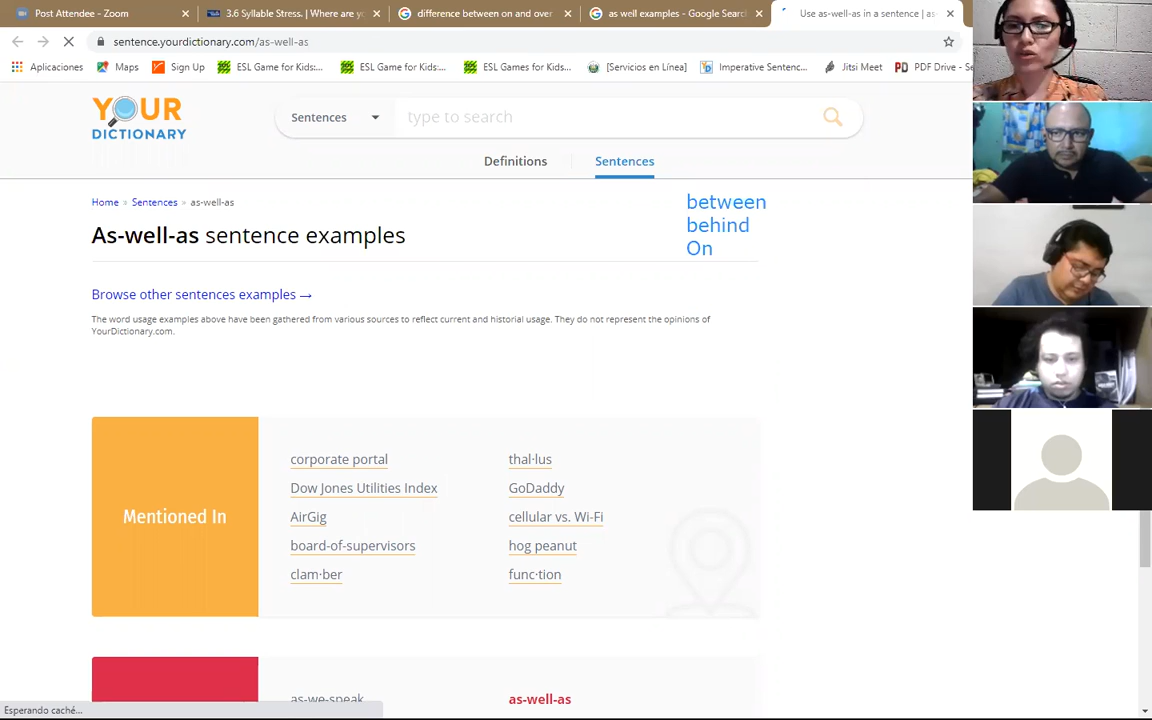 Post Attendee - Zoom
3.6 Syllable Stress. | Where are yo
difference between on and over
as well examples - Google Search
Use as-well-as in a sentence | as-
sentence.yourdictionary.com/as-well-as
Aplicaciones
Maps
Sign Up
ESL Game for Kids:...
ESL Game for Kids:...
ESL Games for Kids:...
[Servicios en Línea]
Imperative Sentenc...
Jitsi Meet
PDF Drive - Se
YOUR
DICTIONARY
Sentences
type to search
Definitions
Sentences
Home » Sentences » as-well-as
between
behind
On
As-well-as sentence examples
Browse other sentences examples →
The word usage examples above have been gathered from various sources to reflect current and historial usage. They do not represent the opinions of
YourDictionary.com.
Mentioned In
corporate portal
thal·lus
Dow Jones Utilities Index
GoDaddy
AirGig
cellular vs. Wi-Fi
board-of-supervisors
hog peanut
clam·ber
func·tion
as-we-speak
as-well-as
Esperando caché...